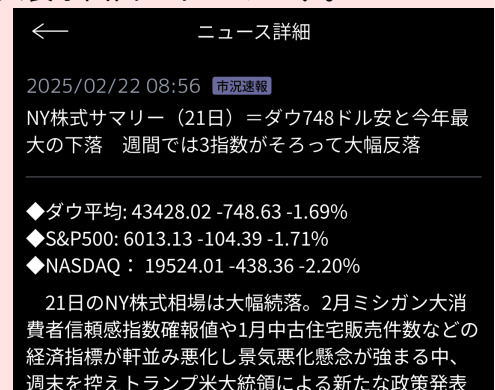 ← ニュース詳細
2025/02/22 08:56 市況速報
NY株式サマリー（21日）＝ダウ748ドル安と今年最
大の下落　週間では3指数がそろって大幅反落
◆ダウ平均: 43428.02 -748.63 -1.69%
◆S&P500: 6013.13 -104.39 -1.71%
◆NASDAQ： 19524.01 -438.36 -2.20%
　21日のNY株式相場は大幅続落。2月ミシガン大消
費者信頼感指数確報値や1月中古住宅販売件数などの
経済指標が軒並み悪化し景気悪化懸念が強まる中、
週末を控えトランプ米大統領による新たな政策発表